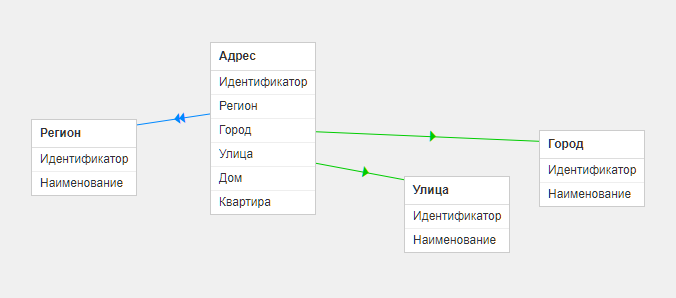 Адрес
Идентификатор
Регион
Город
Улица
Дом
Квартира
Регион
Идентификатор
Наименование
Улица
Идентификатор
Наименование
Город
Идентификатор
Наименование